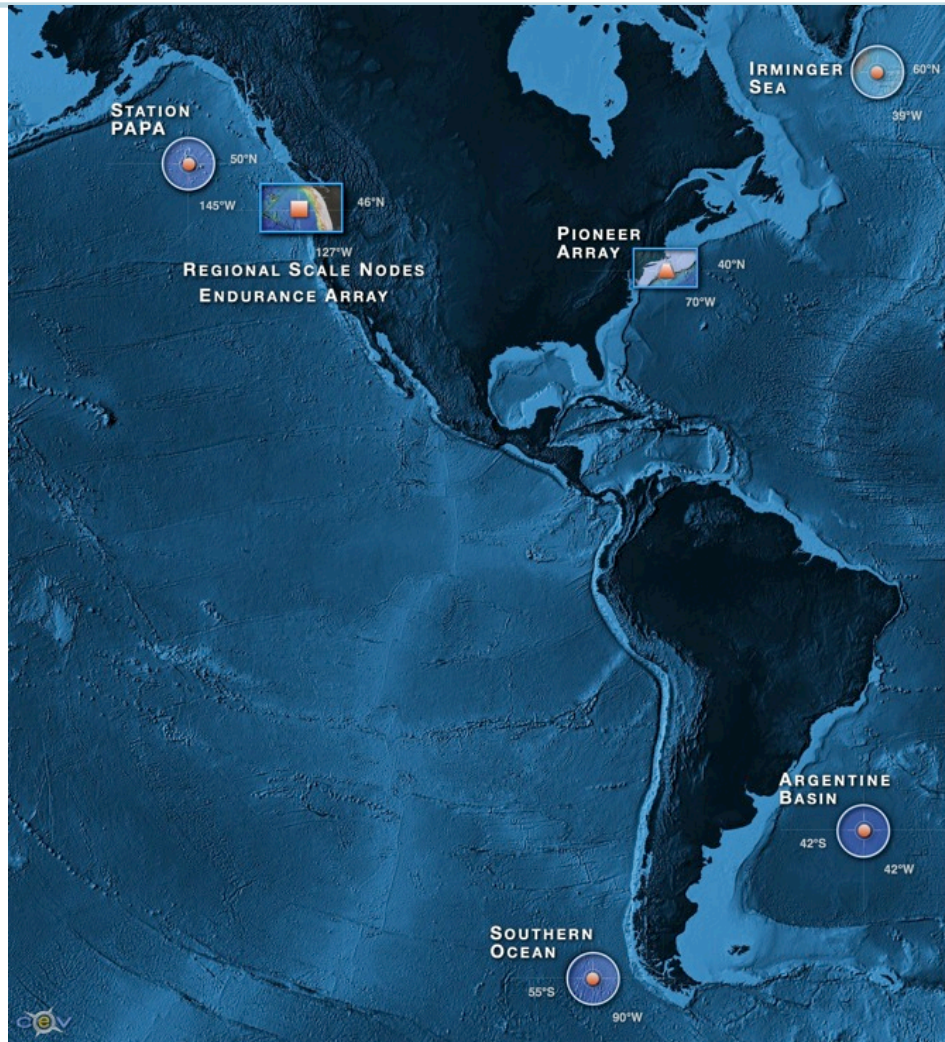 STATION
PAPA
50°N
145°W
IRMINGER
SEA
60°N
39°W
46°N
127°W
REGIONAL SCALE NODES
ENDURANCE ARRAY
PIONEER
ARRAY
40°N
70°W
ARGENTINE
BASIN
42°S
42°W
SOUTHERN
OCEAN
55°S
90°W
cev